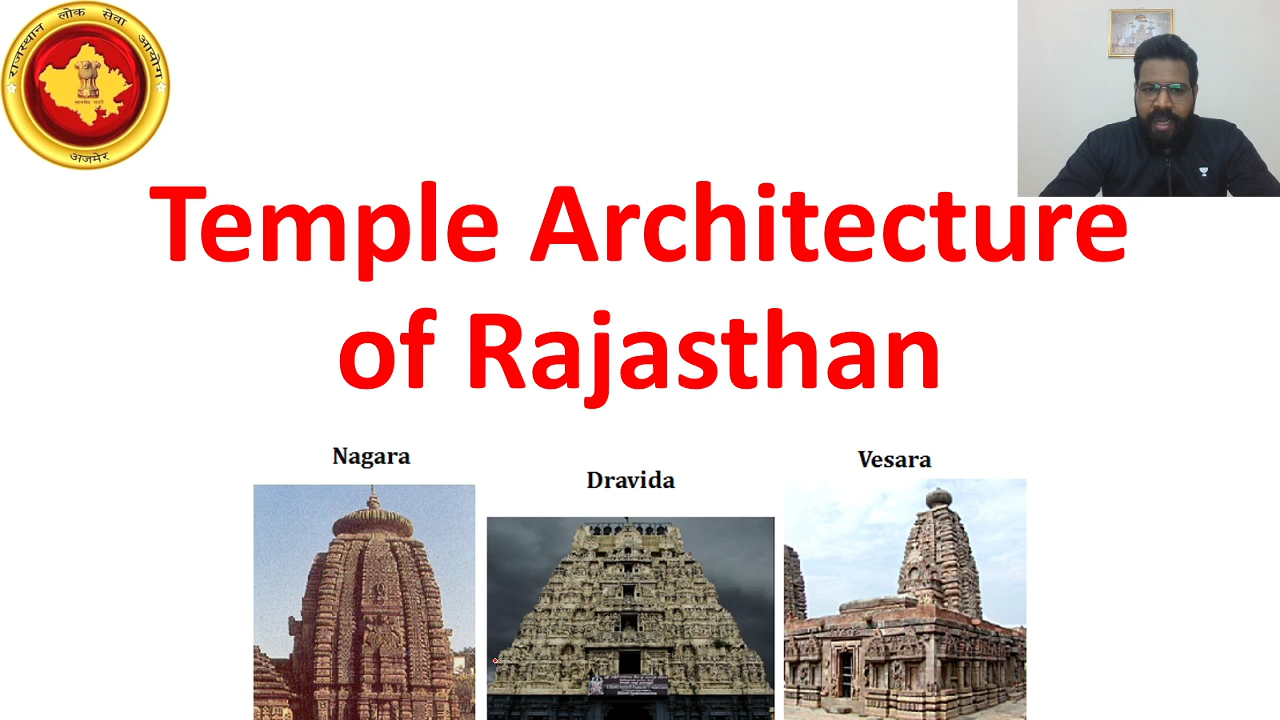 राजस्थान लोक सेवा आयोग
अजमेर
Temple Architecture
of Rajasthan
Nagara
Dravida
Vesara